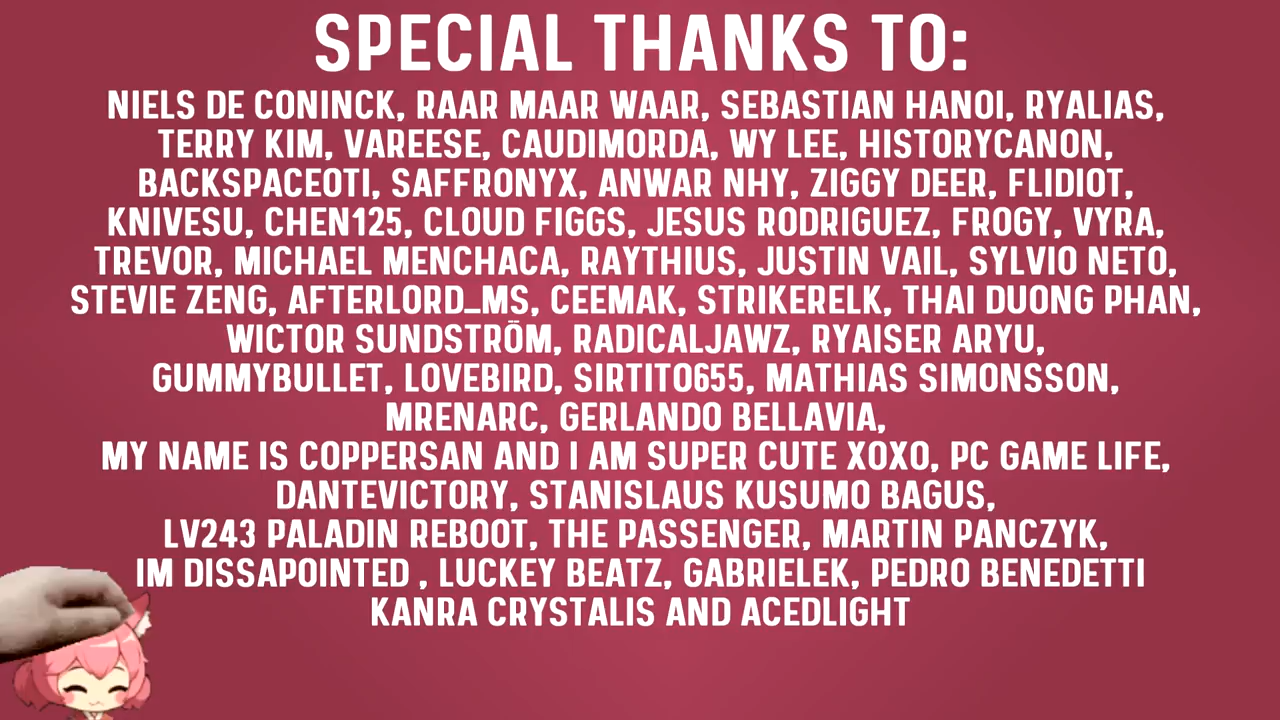 SPECIAL THANKS TO:
NIELS DE CONINCK, RAAR MAAR WAAR, SEBASTIAN HANOI, RYALIAS,
TERRY KIM, VAREESE, CAUDIMORDA, WY LEE, HISTORYCANON,
BACKSPACEOTI, SAFFRONYX, ANWAR NHY, ZIGGY DEER, FLIDIOT,
KNIVESU, CHEN125, CLOUD FIGGS, JESUS RODRIGUEZ, FROGY, VYRA,
TREVOR, MICHAEL MENCHACA, RAYTHIUS, JUSTIN VAIL, SYLVIO NETO,
STEVIE ZENG, AFTERLORD_MS, CEEMAK, STRIKERELK, THAI DUONG PHAN,
WICTOR SUNDSTRÖM, RADICALJAWZ, RYAISER ARYU,
GUMMYBULLET, LOVEBIRD, SIRTITO655, MATHIAS SIMONSSON,
MRENARC, GERLANDO BELLAVIA,
MY NAME IS COPPERSAN AND I AM SUPER CUTE XOXO, PC GAME LIFE,
DANTEVICTORY, STANISLAUS KUSUMO BAGUS,
LV243 PALADIN REBOOT, THE PASSENGER, MARTIN PANCZYK,
IM DISSAPOINTED , LUCKEY BEATZ, GABRIELEK, PEDRO BENEDETTI
KANRA CRYSTALIS AND ACEDLIGHT